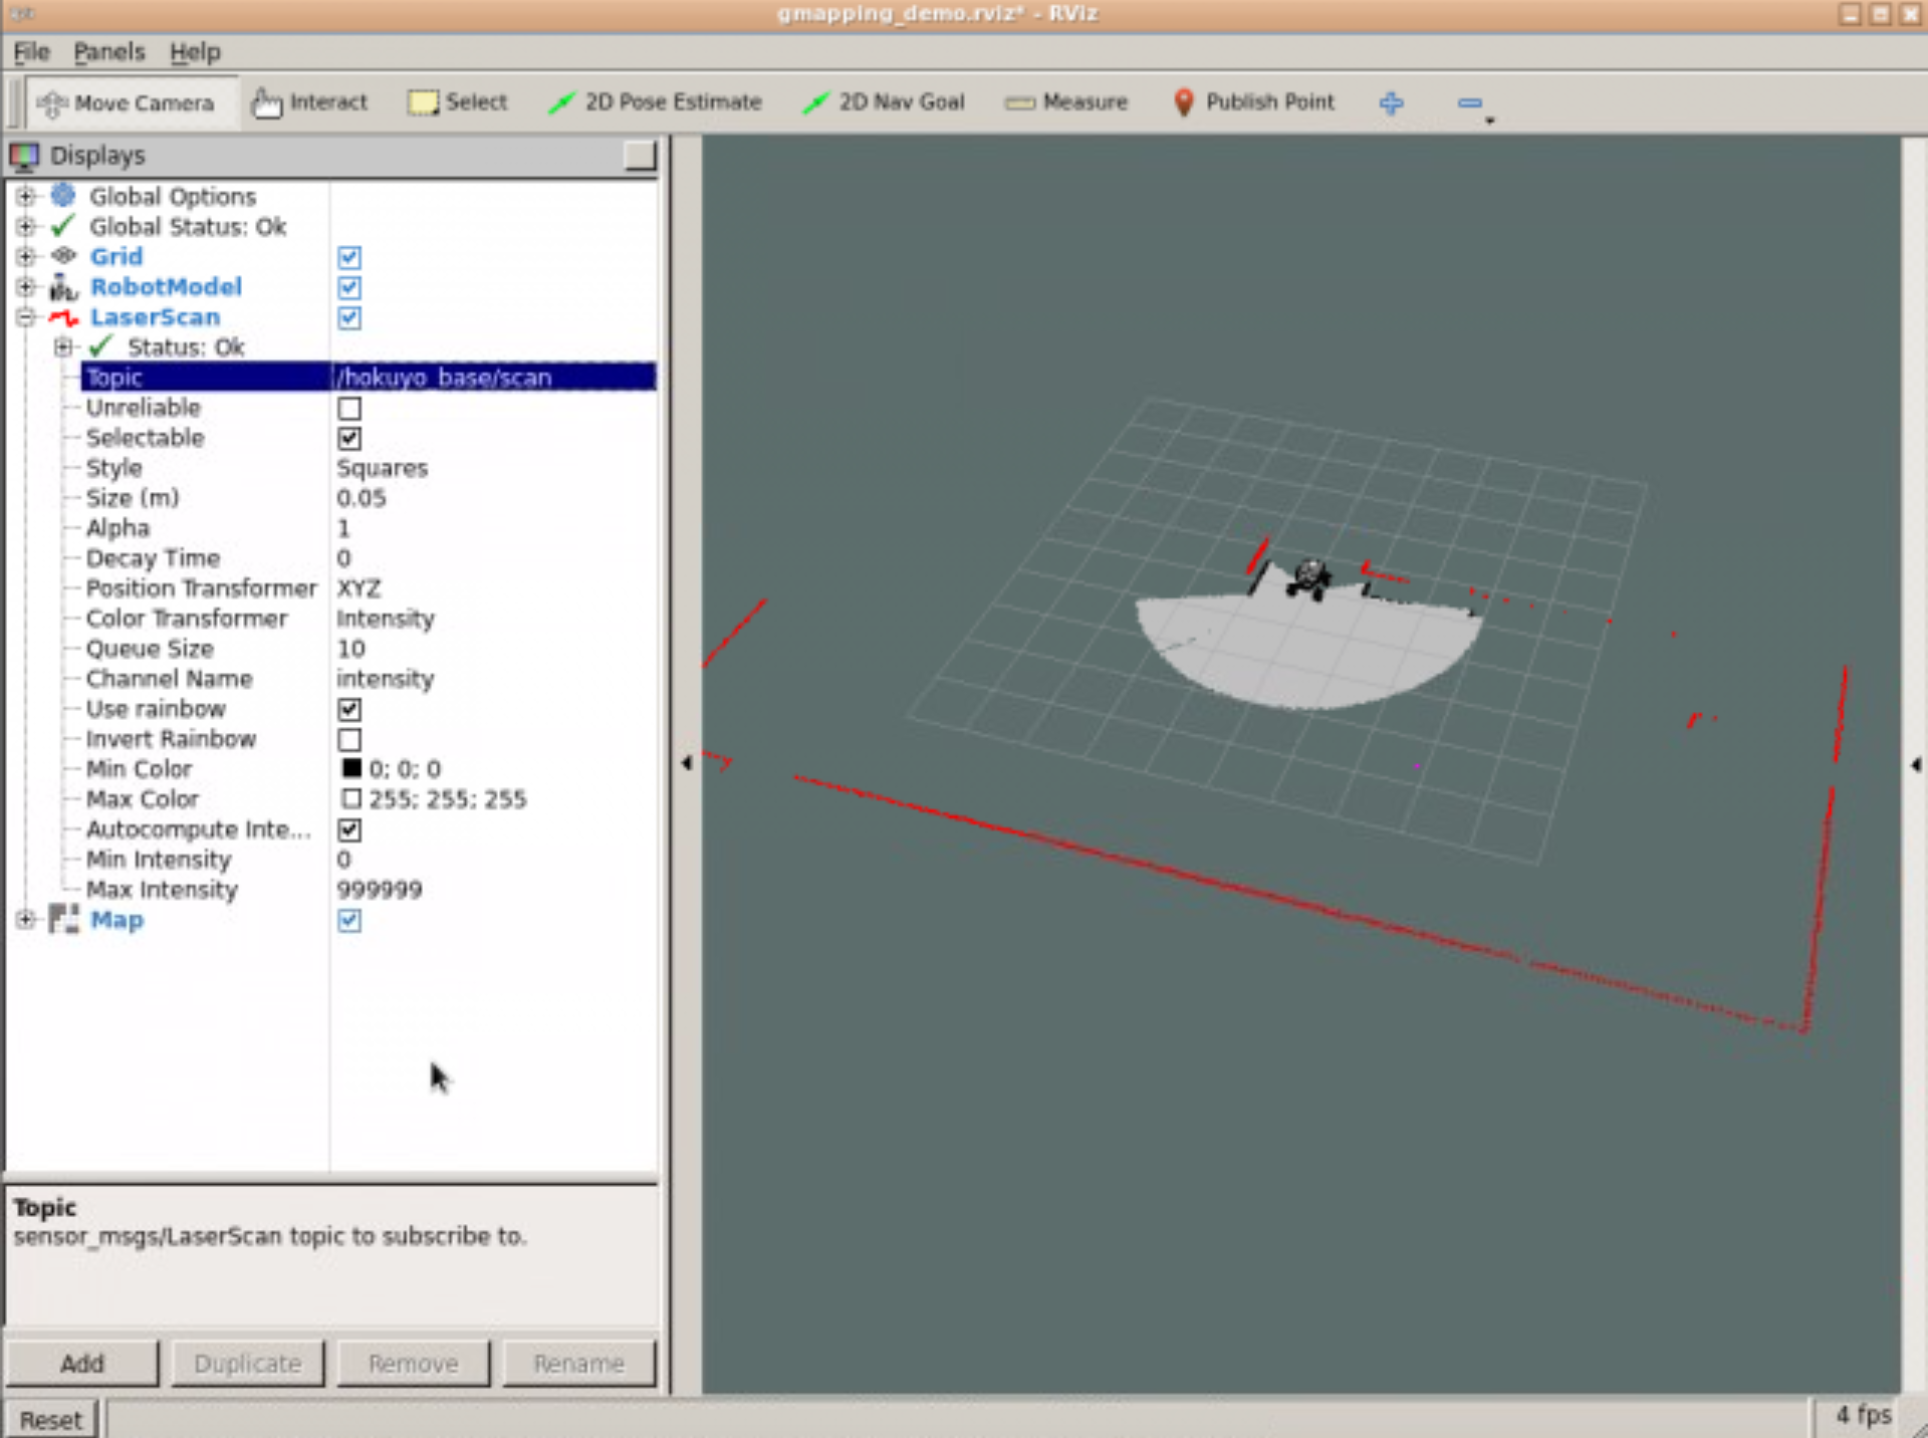 gmapping_demo.rviz* - RViz
File Panels Help
Move Camera Interact Select 2D Pose Estimate 2D Nav Goal Measure Publish Point
Displays
Global Options
Global Status: Ok
Grid
RobotModel
LaserScan
Status: Ok
Topic /hokuyo_base/scan
Unreliable
Selectable
Style Squares
Size (m) 0.05
Alpha 1
Decay Time 0
Position Transformer XYZ
Color Transformer Intensity
Queue Size 10
Channel Name intensity
Use rainbow
Invert Rainbow
Min Color 0; 0; 0
Max Color 255; 255; 255
Autocompute Inte...
Min Intensity 0
Max Intensity 999999
Map
Topic
sensor_msgs/LaserScan topic to subscribe to.
Add Duplicate Remove Rename
Reset 4 fps